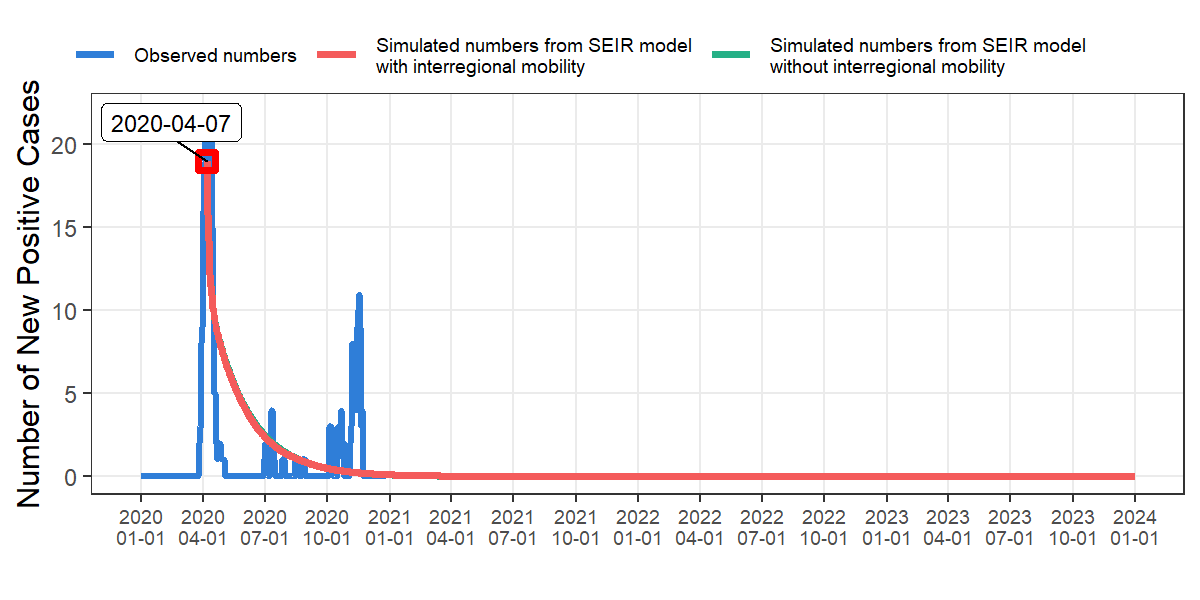 Observed numbers
Simulated numbers from SEIR model
with interregional mobility
Simulated numbers from SEIR model
without interregional mobility
Number of New Positive Cases
2020-04-07
20
15
10
5
0
2020 2020 2020 2020 2021 2021 2021 2021 2022 2022 2022 2022 2023 2023 2023 2023 2024
01-01 04-01 07-01 10-01 01-01 04-01 07-01 10-01 01-01 04-01 07-01 10-01 01-01 04-01 07-01 10-01 01-01